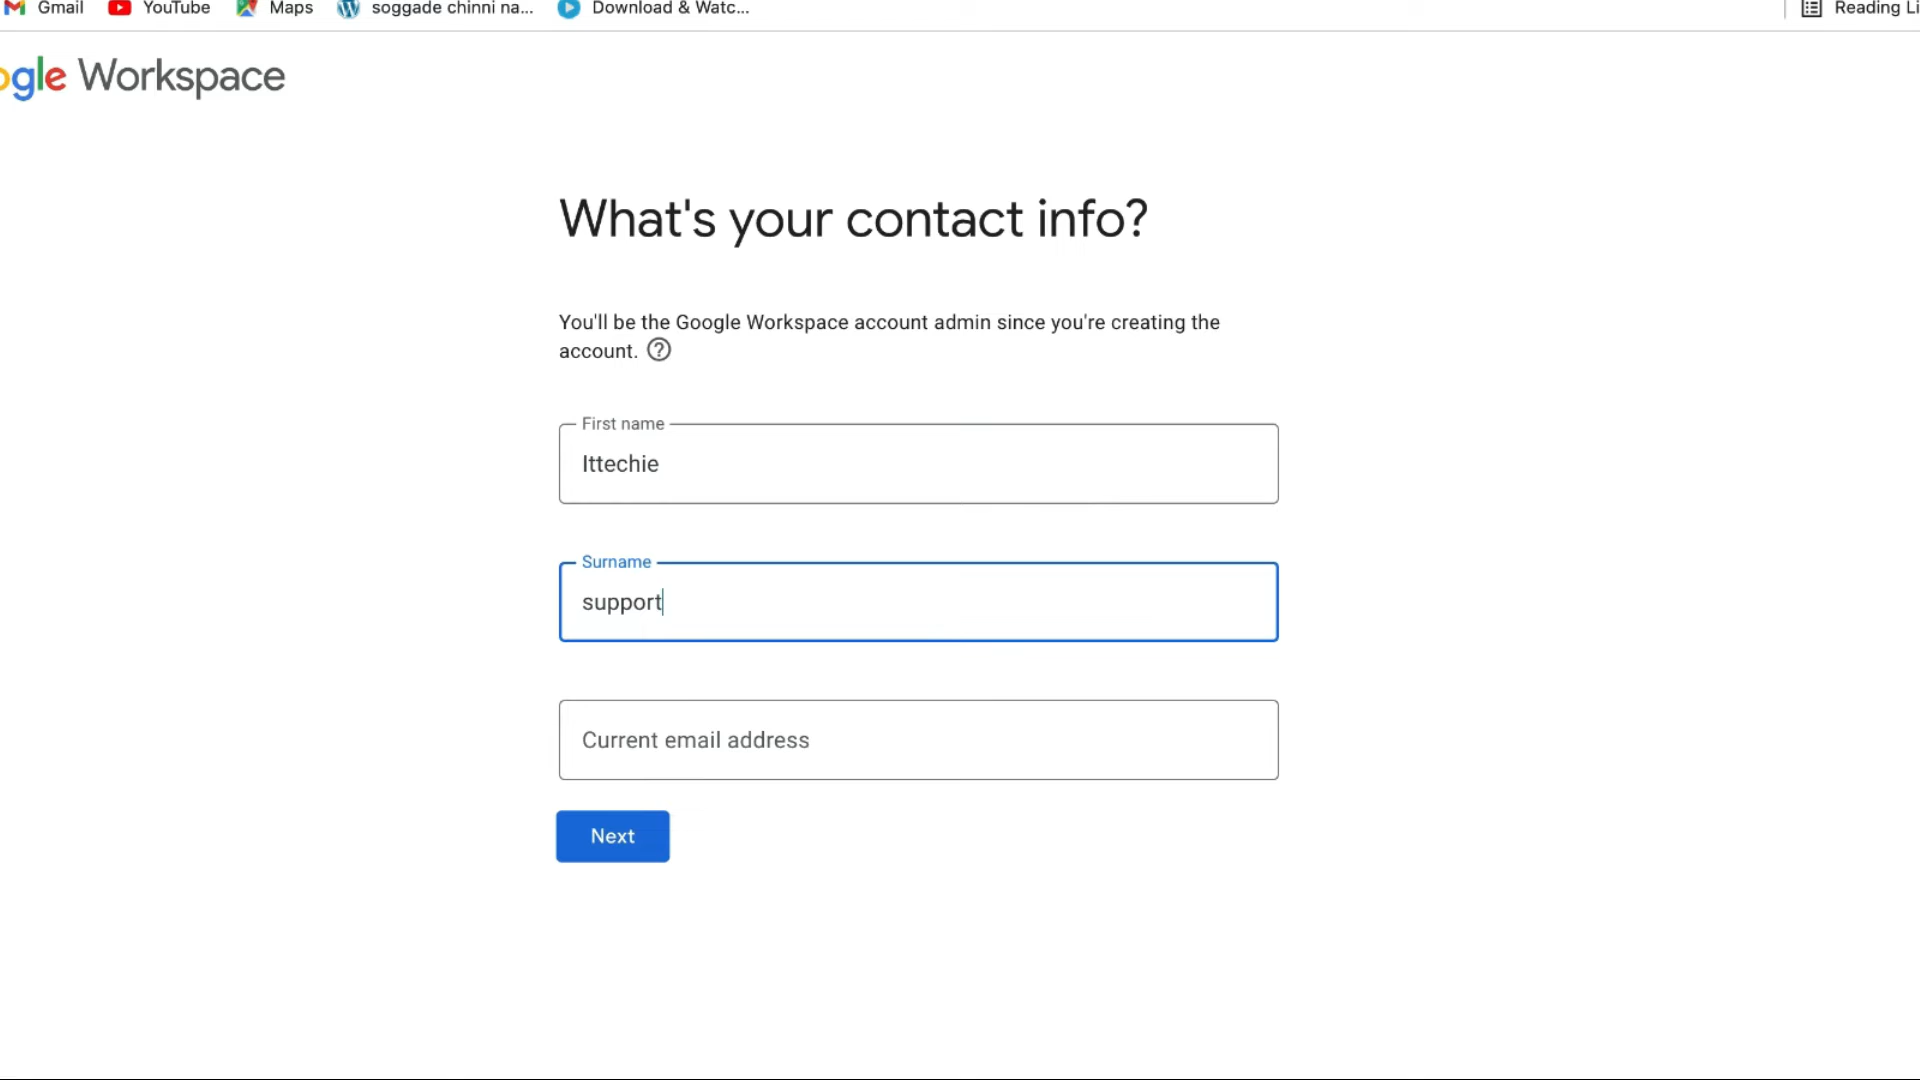 Gmail YouTube Maps soggade chinni na... Download & Watc... Reading Li
ogle Workspace
What's your contact info?
You'll be the Google Workspace account admin since you're creating the
account. ?
First name
Ittechie
Surname
support
Current email address
Next